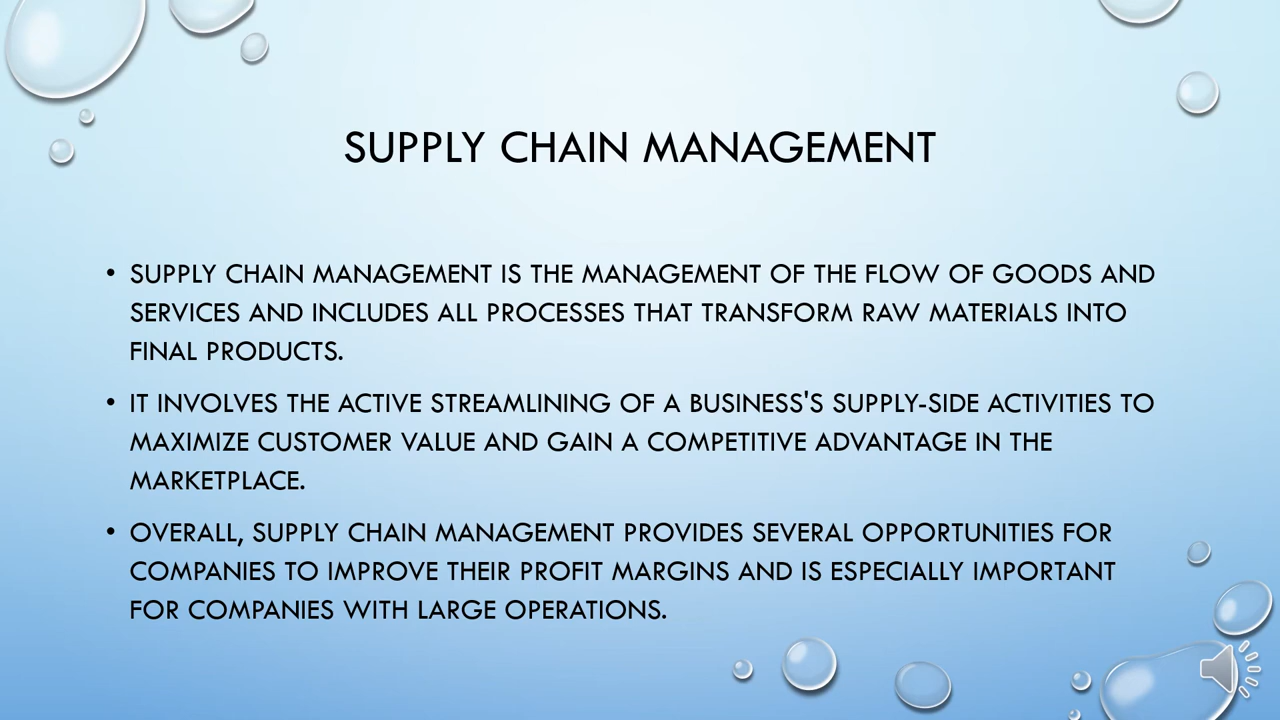 SUPPLY CHAIN MANAGEMENT
• SUPPLY CHAIN MANAGEMENT IS THE MANAGEMENT OF THE FLOW OF GOODS AND
SERVICES AND INCLUDES ALL PROCESSES THAT TRANSFORM RAW MATERIALS INTO
FINAL PRODUCTS.
• IT INVOLVES THE ACTIVE STREAMLINING OF A BUSINESS'S SUPPLY-SIDE ACTIVITIES TO
MAXIMIZE CUSTOMER VALUE AND GAIN A COMPETITIVE ADVANTAGE IN THE
MARKETPLACE.
• OVERALL, SUPPLY CHAIN MANAGEMENT PROVIDES SEVERAL OPPORTUNITIES FOR
COMPANIES TO IMPROVE THEIR PROFIT MARGINS AND IS ESPECIALLY IMPORTANT
FOR COMPANIES WITH LARGE OPERATIONS.